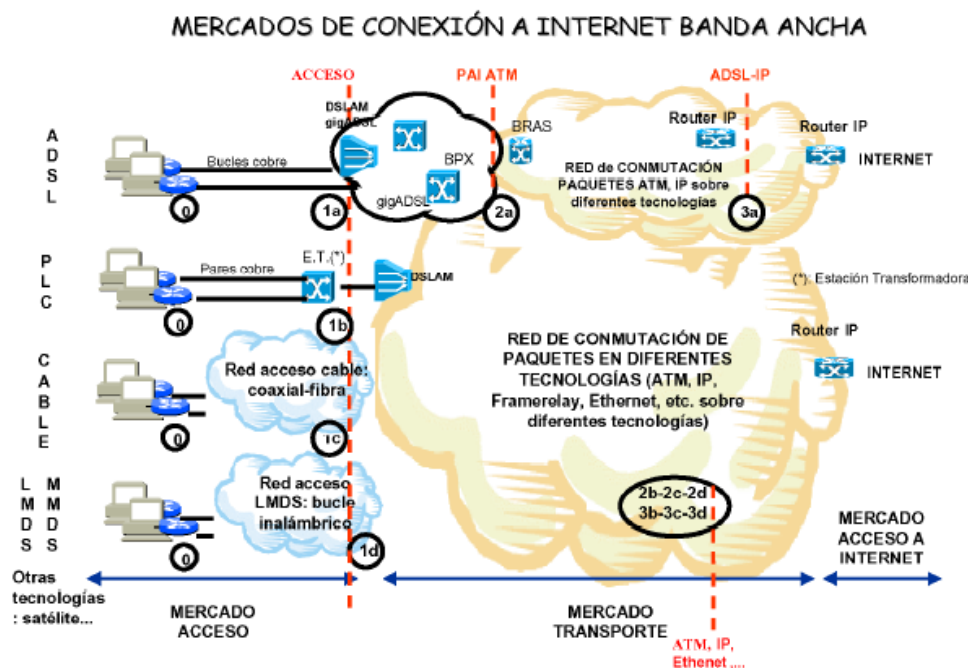 MERCADOS DE CONEXIÓN A INTERNET BANDA ANCHA
ACCESO
PAI ATM
ADSL-IP
A
D
S
L
Bucles cobre
0
1a
DSLAM
gigADSL
BPX
gigADSL
2a
BRAS
Router IP
RED de CONMUTACIÓN
PAQUETES ATM, IP sobre
diferentes tecnologías
3a
Router IP
INTERNET
P
L
C
Pares cobre
0
E.T.(*)
1b
DSLAM
(*): Estación Transformadora
C
A
B
L
E
0
Red acceso cable:
coaxial-fibra
1c
RED DE CONMUTACIÓN DE
PAQUETES EN DIFERENTES
TECNOLOGÍAS (ATM, IP,
Framerelay, Ethernet, etc. sobre
diferentes tecnologías)
Router IP
INTERNET
L
M
D
S
M
M
D
S
0
Red acceso
LMDS: bucle
inalámbrico
1d
2b-2c-2d
3b-3c-3d
MERCADO
ACCESO A
INTERNET
Otras
tecnologías
: satélite...
MERCADO
ACCESO
MERCADO
TRANSPORTE
ATM, IP,
Ethenet ....